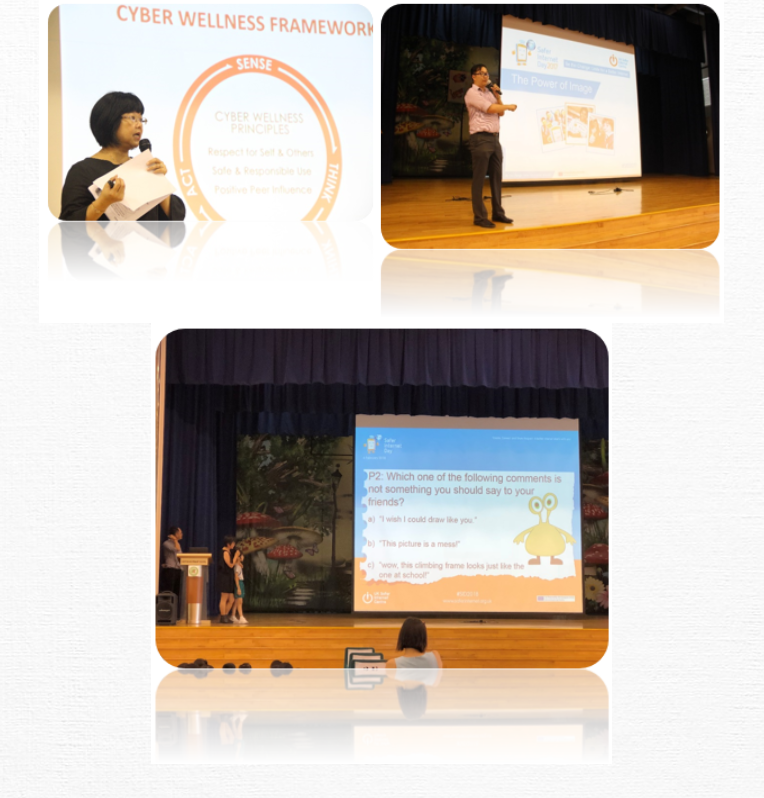 CYBER WELLNESS FRAMEWORK
SENSE
CYBER WELLNESS
PRINCIPLES
Respect for Self & Others
Safe & Responsible Use
Positive Peer Influence
ACT
THINK
Safer
Internet
Day
The Power of Image
Safer
Internet
Day
P2: Which one of the following comments is
not something you should say to your
friends?
a) "I wish I could draw like you."
b) "This picture is a mess!"
c) "wow, this climbing frame looks just like the
one at school!"